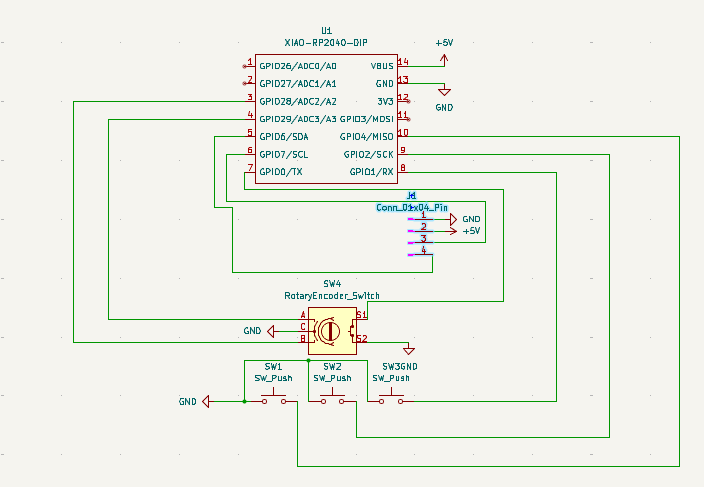 U1
XIAO-RP2040-DIP
+5V
1 GPIO26/ADC0/A0 VBUS 14
2 GPIO27/ADC1/A1 GND 13
GND
3 GPIO28/ADC2/A2 3V3 12
4 GPIO29/ADC3/A3 GPIO3/MOSI 11
5 GPIO6/SDA GPIO4/MISO 10
6 GPIO7/SCL GPIO2/SCK 9
7 GPIO0/TX GPIO1/RX 8
Conn_01x04_Pin
1 GND
2 +5V
3
4
SW4
RotaryEncoder_Switch
A S1
GND C
B S2
SW1 SW2 SW3 GND
SW_Push SW_Push SW_Push
GND